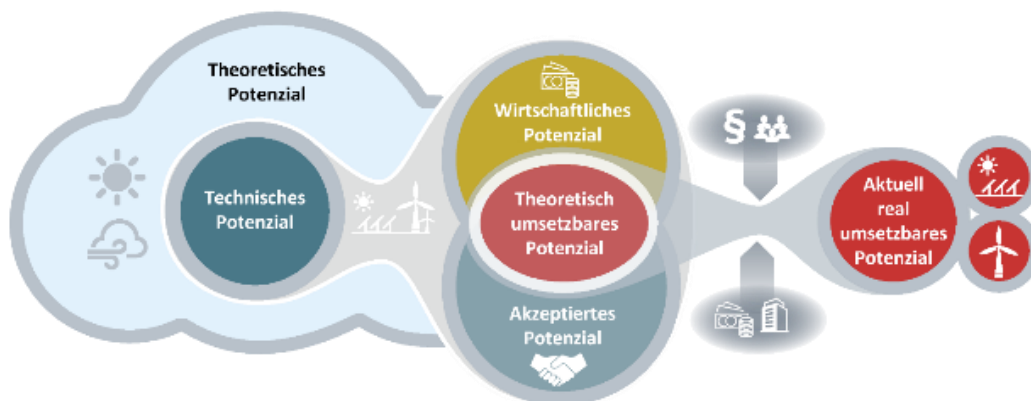 Theoretisches
Potenzial
Technisches
Potenzial
Wirtschaftliches
Potenzial
Theoretisch
umsetzbares
Potenzial
Akzeptiertes
Potenzial
§
Aktuell
real
umsetzbares
Potenzial